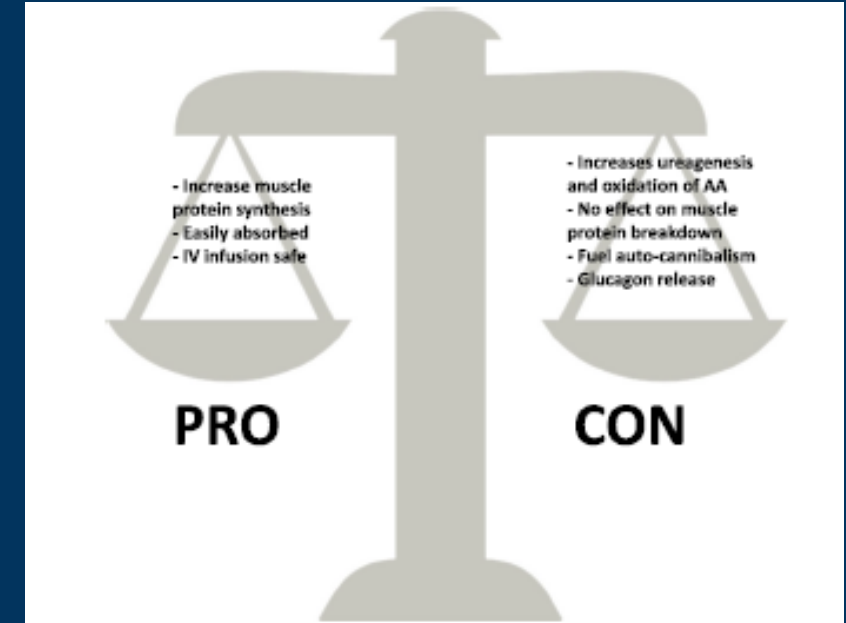 - Increase muscle
protein synthesis
- Easily absorbed
- IV infusion safe
- Increases ureagenesis
and oxidation of AA
- No effect on muscle
protein breakdown
- Fuel auto-cannibalism
- Glucagon release
PRO
CON